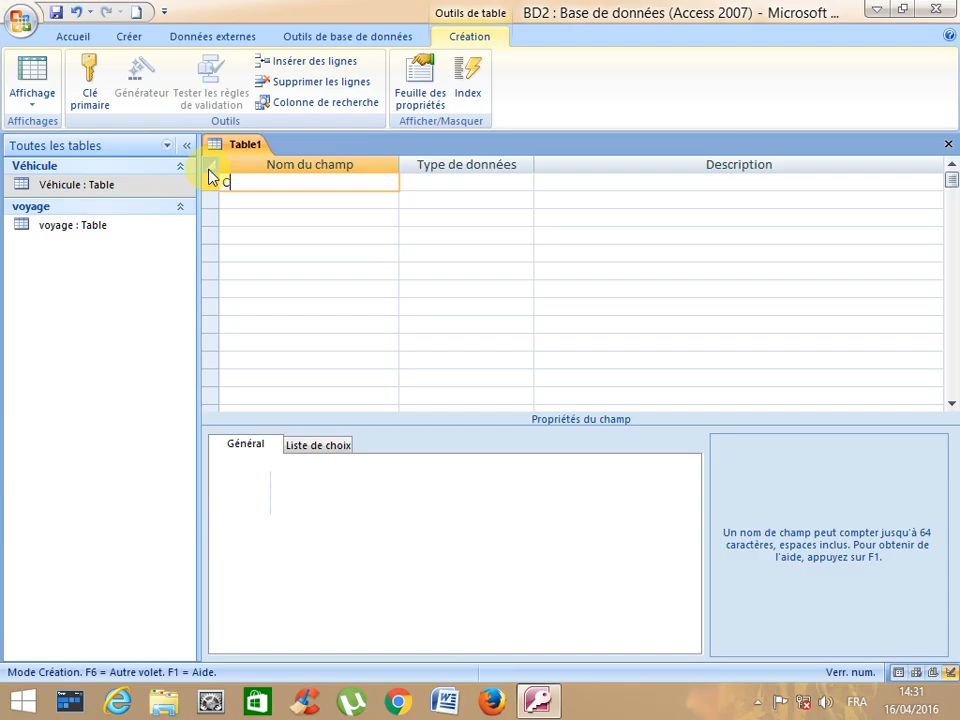 Outils de table
BD2 : Base de données (Access 2007) - Microsoft ...
Accueil
Créer
Données externes
Outils de base de données
Création
Affichage
Clé primaire
Générateur
Tester les règles de validation
Insérer des lignes
Supprimer les lignes
Colonne de recherche
Feuille des propriétés
Index
Affichages
Outils
Afficher/Masquer
Toutes les tables
Véhicule
Véhicule : Table
voyage
voyage : Table
Table1
Nom du champ
Type de données
Description
C
Propriétés du champ
Général
Liste de choix
Un nom de champ peut compter jusqu'à 64
caractères, espaces inclus. Pour obtenir de
l'aide, appuyez sur F1.
Mode Création. F6 = Autre volet. F1 = Aide.
Verr. num.
FRA
14:31
16/04/2016